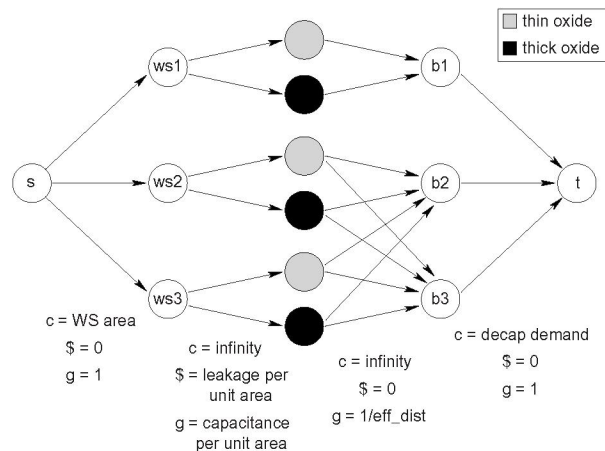 thin oxide
thick oxide
ws1
b1
s
ws2
b2
t
ws3
b3
c = WS area
$ = 0
g = 1
c = infinity
$ = leakage per
unit area
g = capacitance
per unit area
c = infinity
$ = 0
g = 1/eff_dist
c = decap demand
$ = 0
g = 1